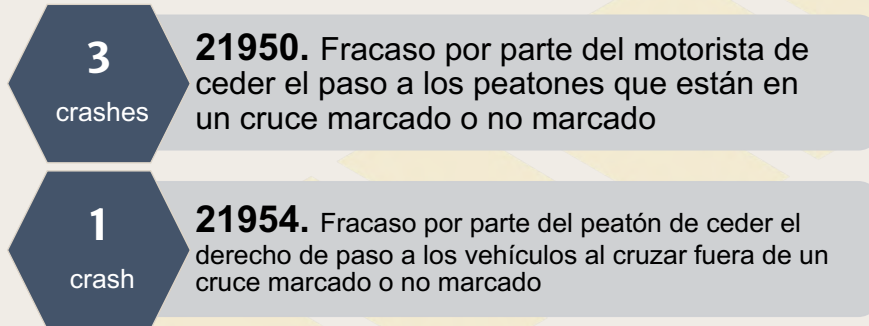 3
crashes
21950. Fracaso por parte del motorista de
ceder el paso a los peatones que están en
un cruce marcado o no marcado
1
crash
21954. Fracaso por parte del peatón de ceder el
derecho de paso a los vehículos al cruzar fuera de un
cruce marcado o no marcado